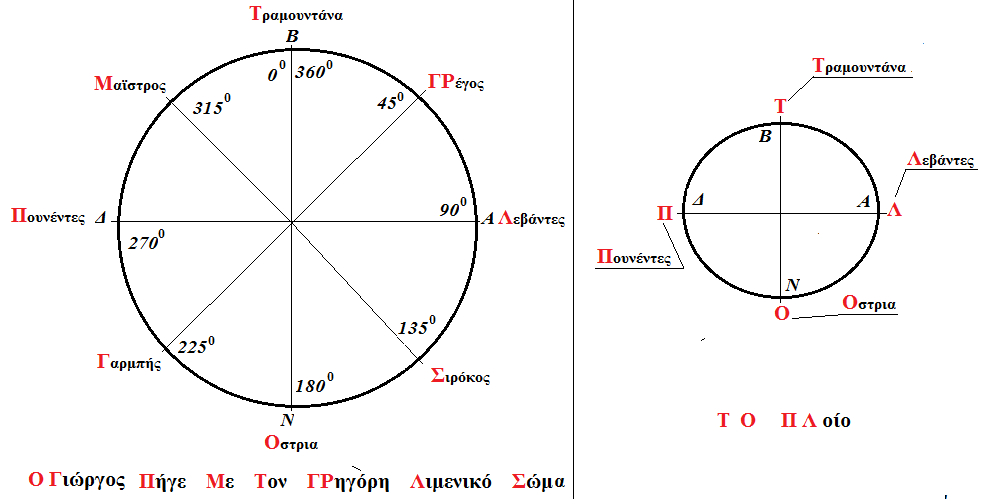 Τραμουντάνα
Β
0⁰ 360⁰
Μαΐστρος
ΓΡέγος
315⁰
45⁰
Πουνέντες Δ
90⁰
Α Λεβάντες
270⁰
Γαρμπής
225⁰
135⁰
Σιρόκος
180⁰
Ν
Οστρια
Ο Γιώργος Πήγε Με Τον ΓΡηγόρη Λιμενικό Σώμα
Τραμουντάνα
Τ
Β
Λεβάντες
Π
Δ
Α
Λ
Πουνέντες
Ν
Ο
Οστρια
Τ Ο Π Λ οίο